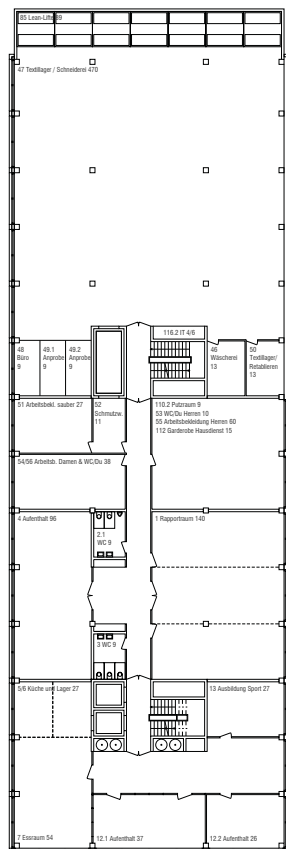 85 Lean-Lifte 89
47 Textillager / Schneiderei 470
116.2 IT 4/6
48
Büro
9
49.1
Anprobe
9
49.2
Anprobe
9
46
Wäscherei
13
50
Textillager/
Retablieren
13
51 Arbeitsbekl. sauber 27
52
Schmutzw.
11
110.2 Putzraum 9
53 WC/Du Herren 10
55 Arbeitsbekleidung Herren 60
112 Garderobe Hausdienst 15
54/56 Arbeitsb. Damen & WC/Du 38
4 Aufenthalt 96
2.1
WC 9
1 Rapportraum 140
3 WC 9
5/6 Küche und Lager 27
13 Ausbildung Sport 27
7 Essraum 54
12.1 Aufenthalt 37
12.2 Aufenthalt 26